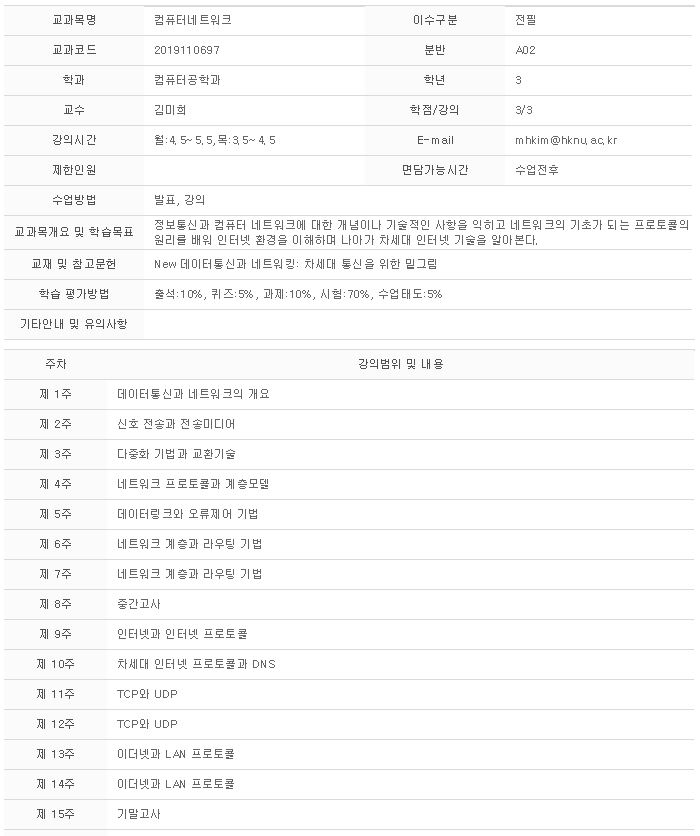 교과목명 컴퓨터네트워크 이수구분 전필
교과코드 2019110697 분반 A02
학과 컴퓨터공학과 학년 3
교수 김미희 학점/강의 3/3
강의시간 월:4,5~5,5,목:3,5~4,5 E-mail mhkim@hknu,ac,kr
제한인원 면담가능시간 수업전후
수업방법 발표, 강의
교과목개요 및 학습목표 정보통신과 컴퓨터 네트워크에 대한 개념이나 기술적인 사항을 익히고 네트워크의 기초가 되는 프로토콜의
원리를 배워 인터넷 환경을 이해하며 나아가 차세대 인터넷 기술을 알아본다.
교재 및 참고문헌 New 데이터통신과 네트워킹: 차세대 통신을 위한 밑그림
학습 평가방법 출석:10%, 퀴즈:5%, 과제:10%, 시험:70%, 수업태도:5%
기타안내 및 유의사항
주차 강의범위 및 내용
제 1주 데이터통신과 네트워크의 개요
제 2주 신호 전송과 전송미디어
제 3주 다중화 기법과 교환기술
제 4주 네트워크 프로토콜과 계층모델
제 5주 데이터링크와 오류제어 기법
제 6주 네트워크 계층과 라우팅 기법
제 7주 네트워크 계층과 라우팅 기법
제 8주 중간고사
제 9주 인터넷과 인터넷 프로토콜
제 10주 차세대 인터넷 프로토콜과 DNS
제 11주 TCP와 UDP
제 12주 TCP와 UDP
제 13주 이더넷과 LAN 프로토콜
제 14주 이더넷과 LAN 프로토콜
제 15주 기말고사